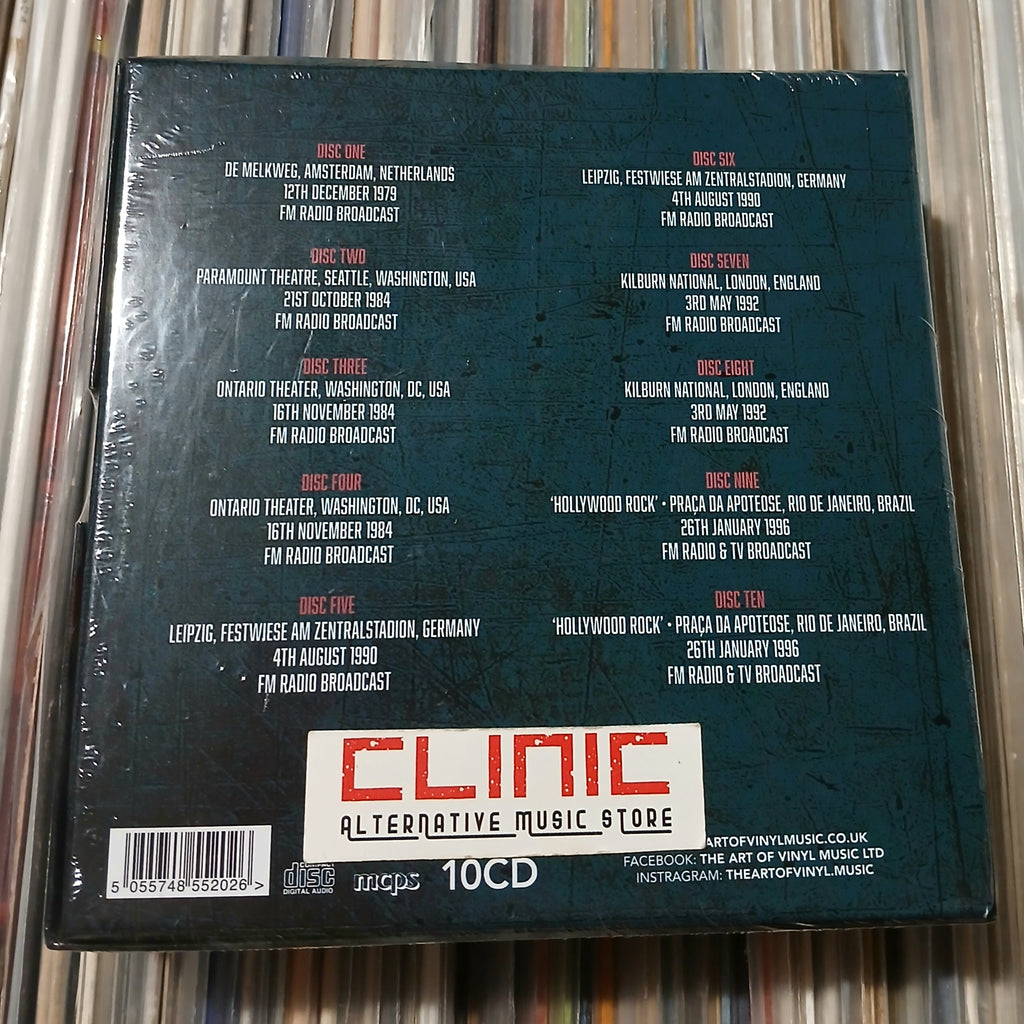 DISC ONE
DE MELKWEG, AMSTERDAM, NETHERLANDS
12TH DECEMBER 1979
FM RADIO BROADCAST
DISC TWO
PARAMOUNT THEATRE, SEATTLE, WASHINGTON, USA
21ST OCTOBER 1984
FM RADIO BROADCAST
DISC THREE
ONTARIO THEATER, WASHINGTON, DC, USA
16TH NOVEMBER 1984
FM RADIO BROADCAST
DISC FOUR
ONTARIO THEATER, WASHINGTON, DC, USA
16TH NOVEMBER 1984
FM RADIO BROADCAST
DISC FIVE
LEIPZIG, FESTWIESE AM ZENTRALSTADION, GERMANY
4TH AUGUST 1990
FM RADIO BROADCAST
DISC SIX
LEIPZIG, FESTWIESE AM ZENTRALSTADION, GERMANY
4TH AUGUST 1990
FM RADIO BROADCAST
DISC SEVEN
KILBURN NATIONAL, LONDON, ENGLAND
3RD MAY 1992
FM RADIO BROADCAST
DISC EIGHT
KILBURN NATIONAL, LONDON, ENGLAND
3RD MAY 1992
FM RADIO BROADCAST
DISC NINE
'HOLLYWOOD ROCK' • PRAÇA DA APOTEOSE, RIO DE JANEIRO, BRAZIL
26TH JANUARY 1996
FM RADIO & TV BROADCAST
DISC TEN
'HOLLYWOOD ROCK' • PRAÇA DA APOTEOSE, RIO DE JANEIRO, BRAZIL
26TH JANUARY 1996
FM RADIO & TV BROADCAST
CLINIC
ALTERNATIVE MUSIC STORE
5 055748 552026 >
COMPACT
disc
DIGITAL AUDIO
mcps
10CD
ARTOFVINYLMUSIC.CO.UK
FACEBOOK: THE ART OF VINYL MUSIC LTD
INSTRAGRAM: THEARTOFVINYL.MUSIC